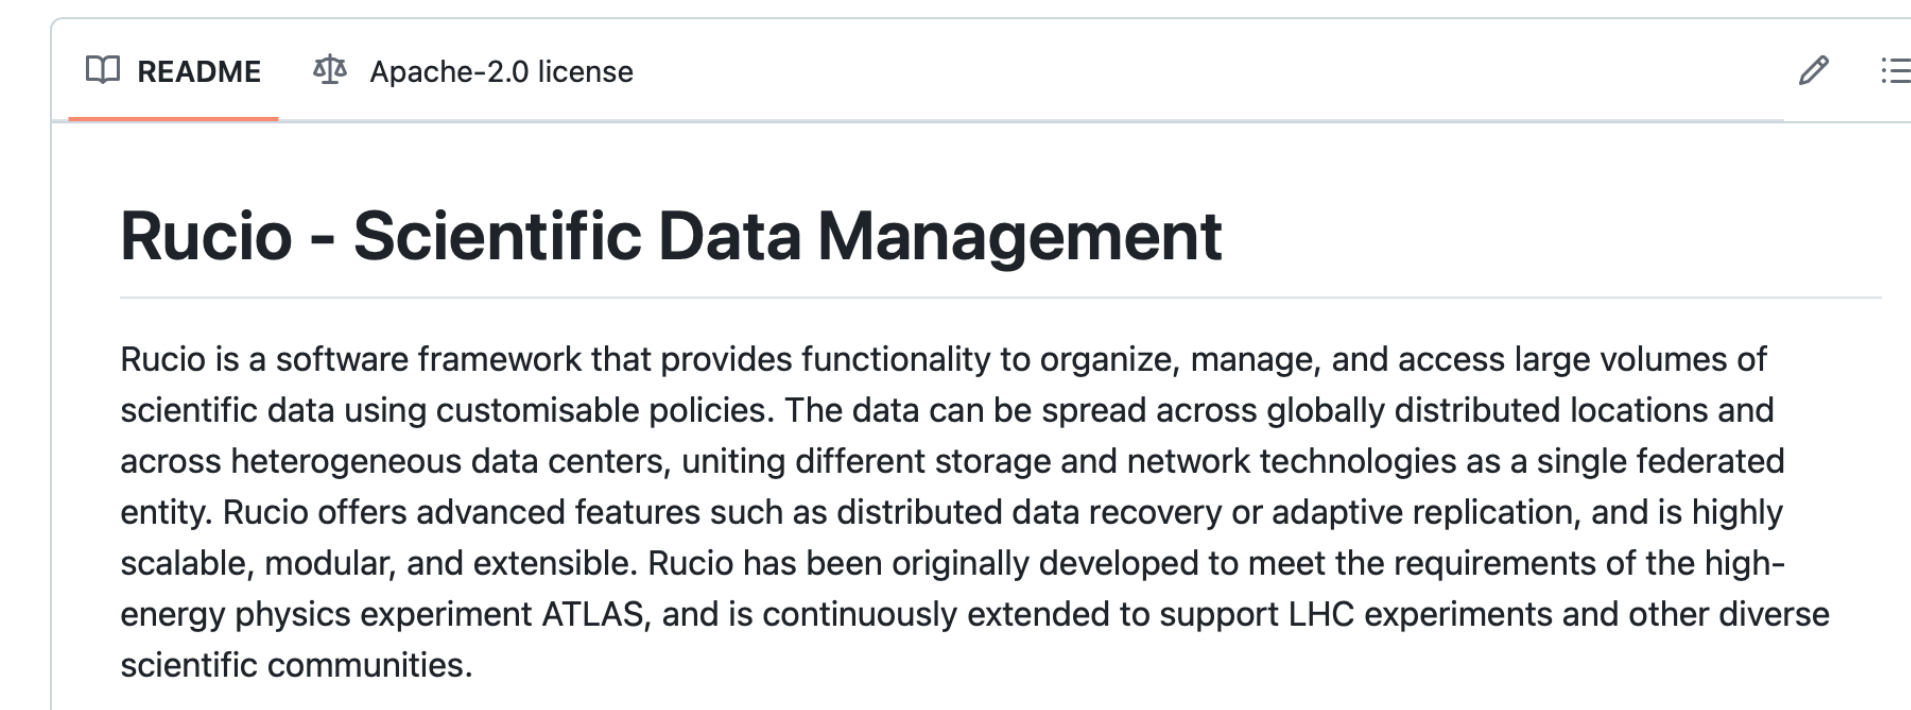 README Apache-2.0 license
Rucio - Scientific Data Management
Rucio is a software framework that provides functionality to organize, manage, and access large volumes of
scientific data using customisable policies. The data can be spread across globally distributed locations and
across heterogeneous data centers, uniting different storage and network technologies as a single federated
entity. Rucio offers advanced features such as distributed data recovery or adaptive replication, and is highly
scalable, modular, and extensible. Rucio has been originally developed to meet the requirements of the high-
energy physics experiment ATLAS, and is continuously extended to support LHC experiments and other diverse
scientific communities.